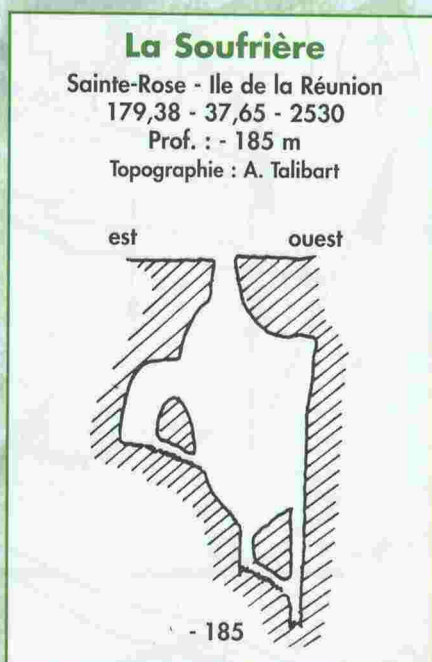 La Soufrière
Sainte-Rose - Ile de la Réunion
179,38 - 37,65 - 2530
Prof. : - 185 m
Topographie : A. Talibart
est ouest
- 185